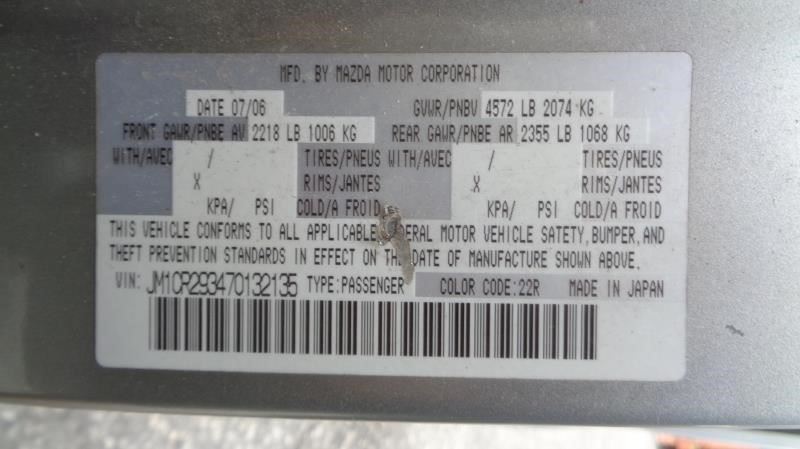 MFD. BY MAZDA MOTOR CORPORATION
DATE 07/06 GVWR/PNBV 4572 LB 2074 KG
FRONT GAWR/PNBE AV 2218 LB 1006 KG REAR GAWR/PNBE AR 2355 LB 1068 KG
WITH/AVEC / TIRES/PNEUS WITH/AVEC / TIRES/PNEUS
X RIMS/JANTES X RIMS/JANTES
KPA/ PSI COLD/A FROID KPA/ PSI COLD/A FROID
THIS VEHICLE CONFORMS TO ALL APPLICABLE FEDERAL MOTOR VEHICLE SAFETY, BUMPER, AND
THEFT PREVENTION STANDARDS IN EFFECT ON THE DATE OF MANUFACTURE SHOWN ABOVE.
VIN: JM1CR293470132135 TYPE:PASSENGER COLOR CODE:22R MADE IN JAPAN